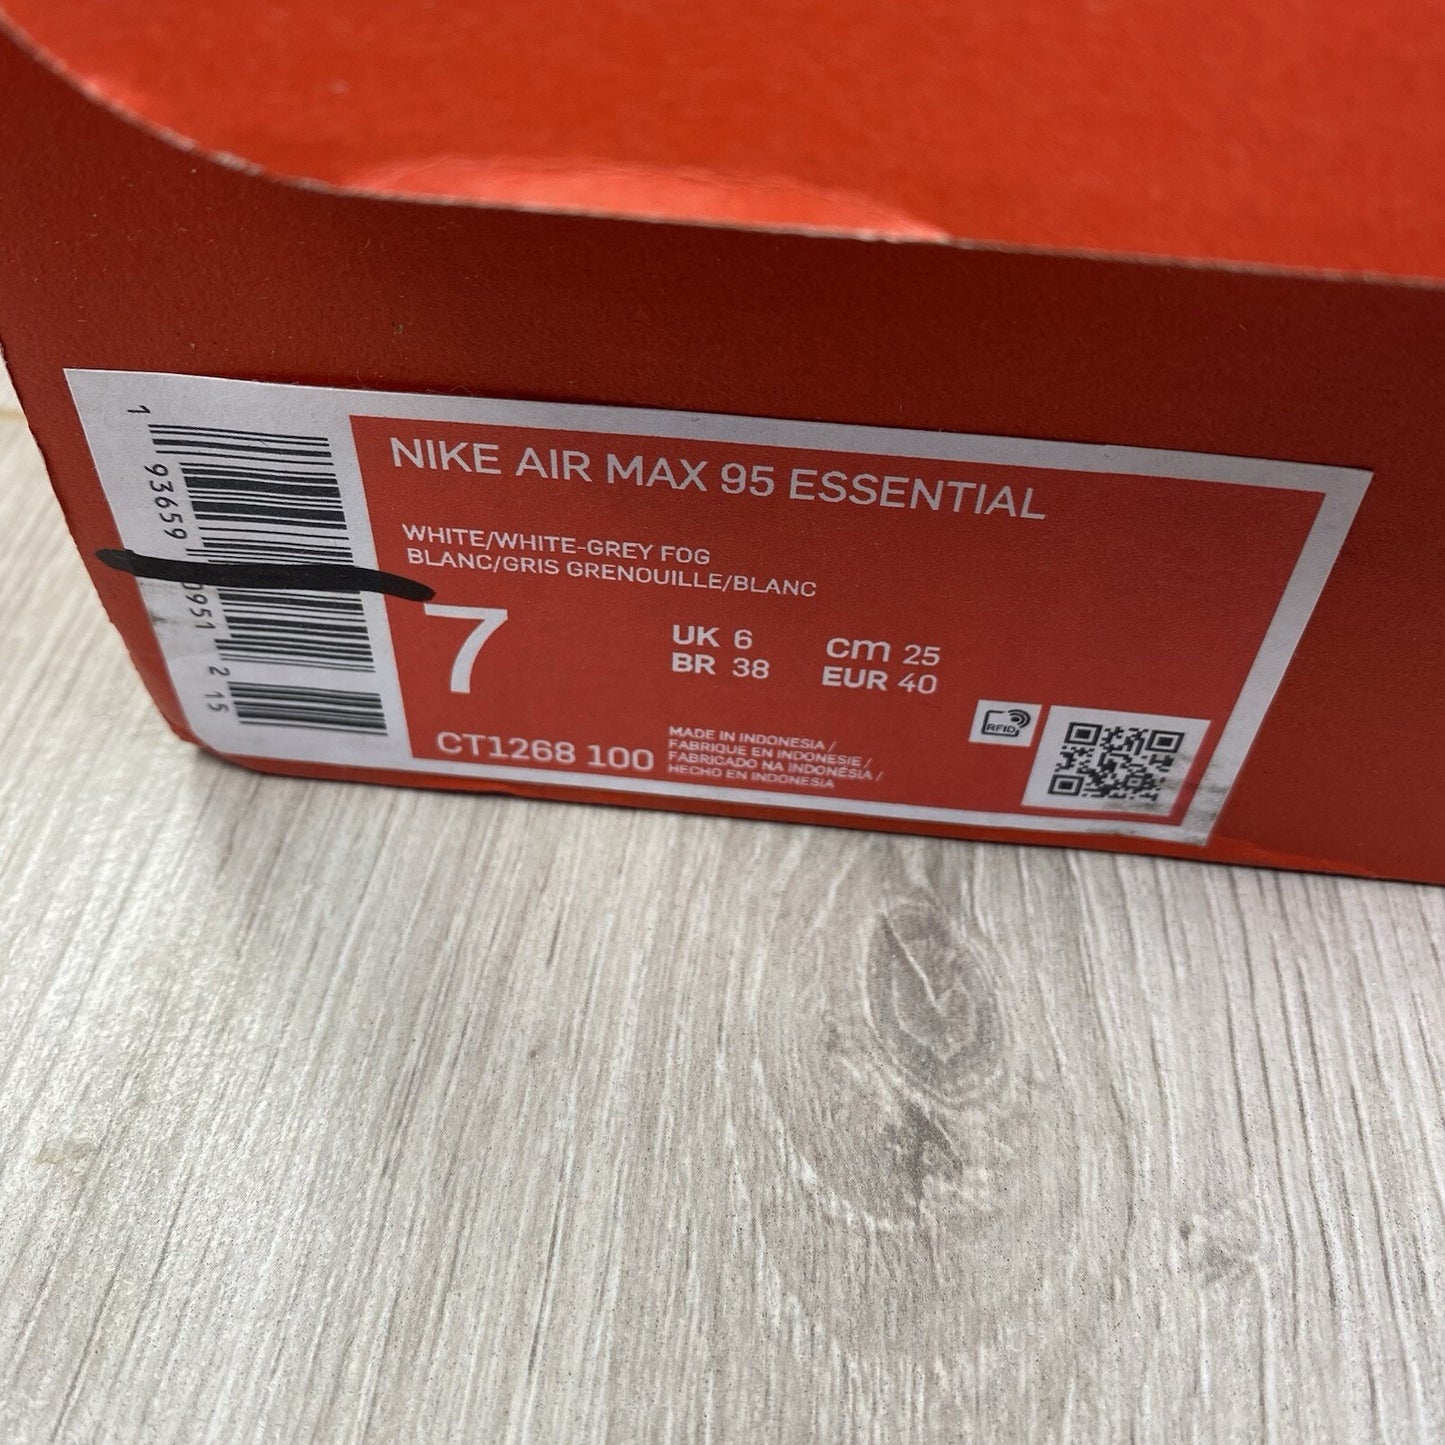 NIKE AIR MAX 95 ESSENTIAL
WHITE/WHITE-GREY FOG
BLANC/GRIS GRENOUILLE/BLANC
7
UK 6
cm 25
BR 38
EUR 40
CT1268 100
MADE IN INDONESIA /
FABRIQUE EN INDONESIE /
FABRICADO NA INDONÉSIA /
HECHO EN INDONESIA
RFID
1 93659 0951 2 15